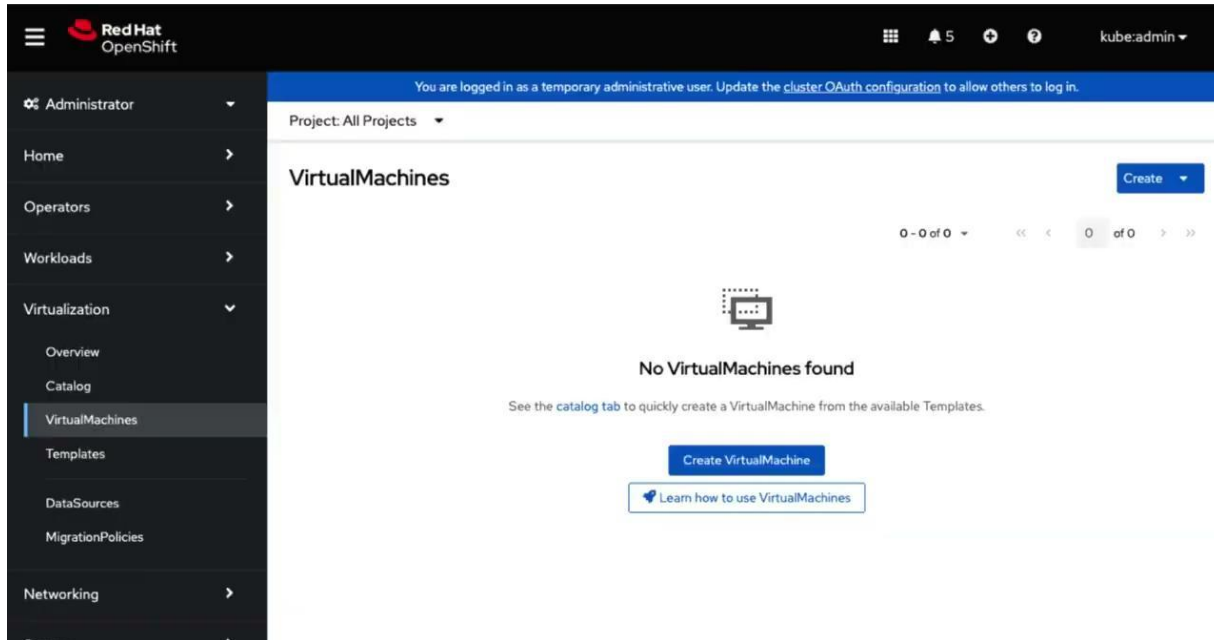 Red Hat
OpenShift
5
kube:admin
You are logged in as a temporary administrative user. Update the cluster OAuth configuration to allow others to log in.
Administrator
Project: All Projects
Home
VirtualMachines
Create
Operators
0 - 0 of 0
0 of 0
Workloads
Virtualization
Overview
No VirtualMachines found
Catalog
See the catalog tab to quickly create a VirtualMachine from the available Templates.
VirtualMachines
Templates
Create VirtualMachine
Learn how to use VirtualMachines
DataSources
MigrationPolicies
Networking